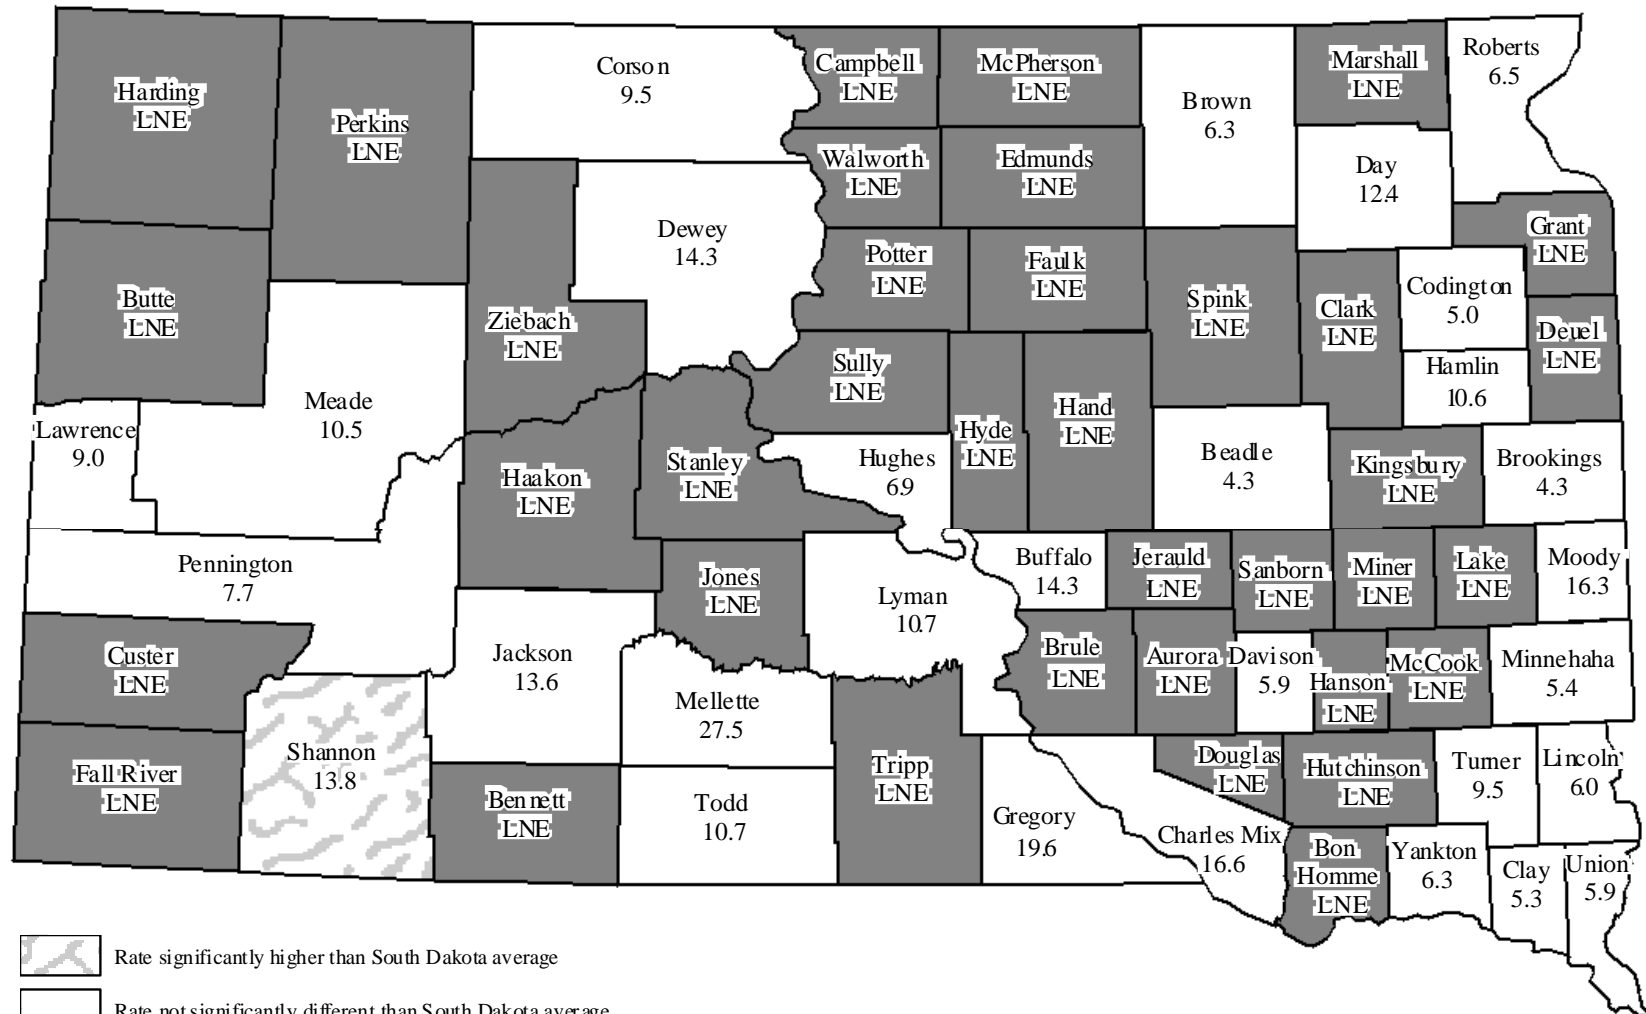 Harding
LNE
Perkins
LNE
Corson
9.5
Campbell
LNE
McPherson
LNE
Brown
6.3
Marshall
LNE
Roberts
6.5
Walworth
LNE
Edmunds
LNE
Day
12.4
Dewey
14.3
Grant
LNE
Potter
LNE
Faulk
LNE
Butte
LNE
Ziebach
LNE
Spink
LNE
Clark
LNE
Codington
5.0
Deuel
LNE
Sully
LNE
Hamlin
10.6
Meade
10.5
Lawrence
9.0
Hyde
LNE
Hand
LNE
Haakon
LNE
Stanley
LNE
Hughes
6.9
Beadle
4.3
Kingsbury
LNE
Brookings
4.3
Pennington
7.7
Jones
LNE
Lyman
10.7
Buffalo
14.3
Jerauld
LNE
Sanborn
LNE
Miner
LNE
Lake
LNE
Moody
16.3
Custer
LNE
Jackson
13.6
Mellette
27.5
Brule
LNE
Aurora
LNE
Davison
5.9
Hanson
LNE
McCook
LNE
Minnehaha
5.4
Fall River
LNE
Shannon
13.8
Bennett
LNE
Todd
10.7
Tripp
LNE
Gregory
19.6
Charles Mix
16.6
Douglas
LNE
Hutchinson
LNE
Turner
9.5
Lincoln
6.0
Bon
Homme
LNE
Yankton
6.3
Clay
5.3
Union
5.9
Rate significantly higher than South Dakota average
Rate not significantly different than South Dakota average